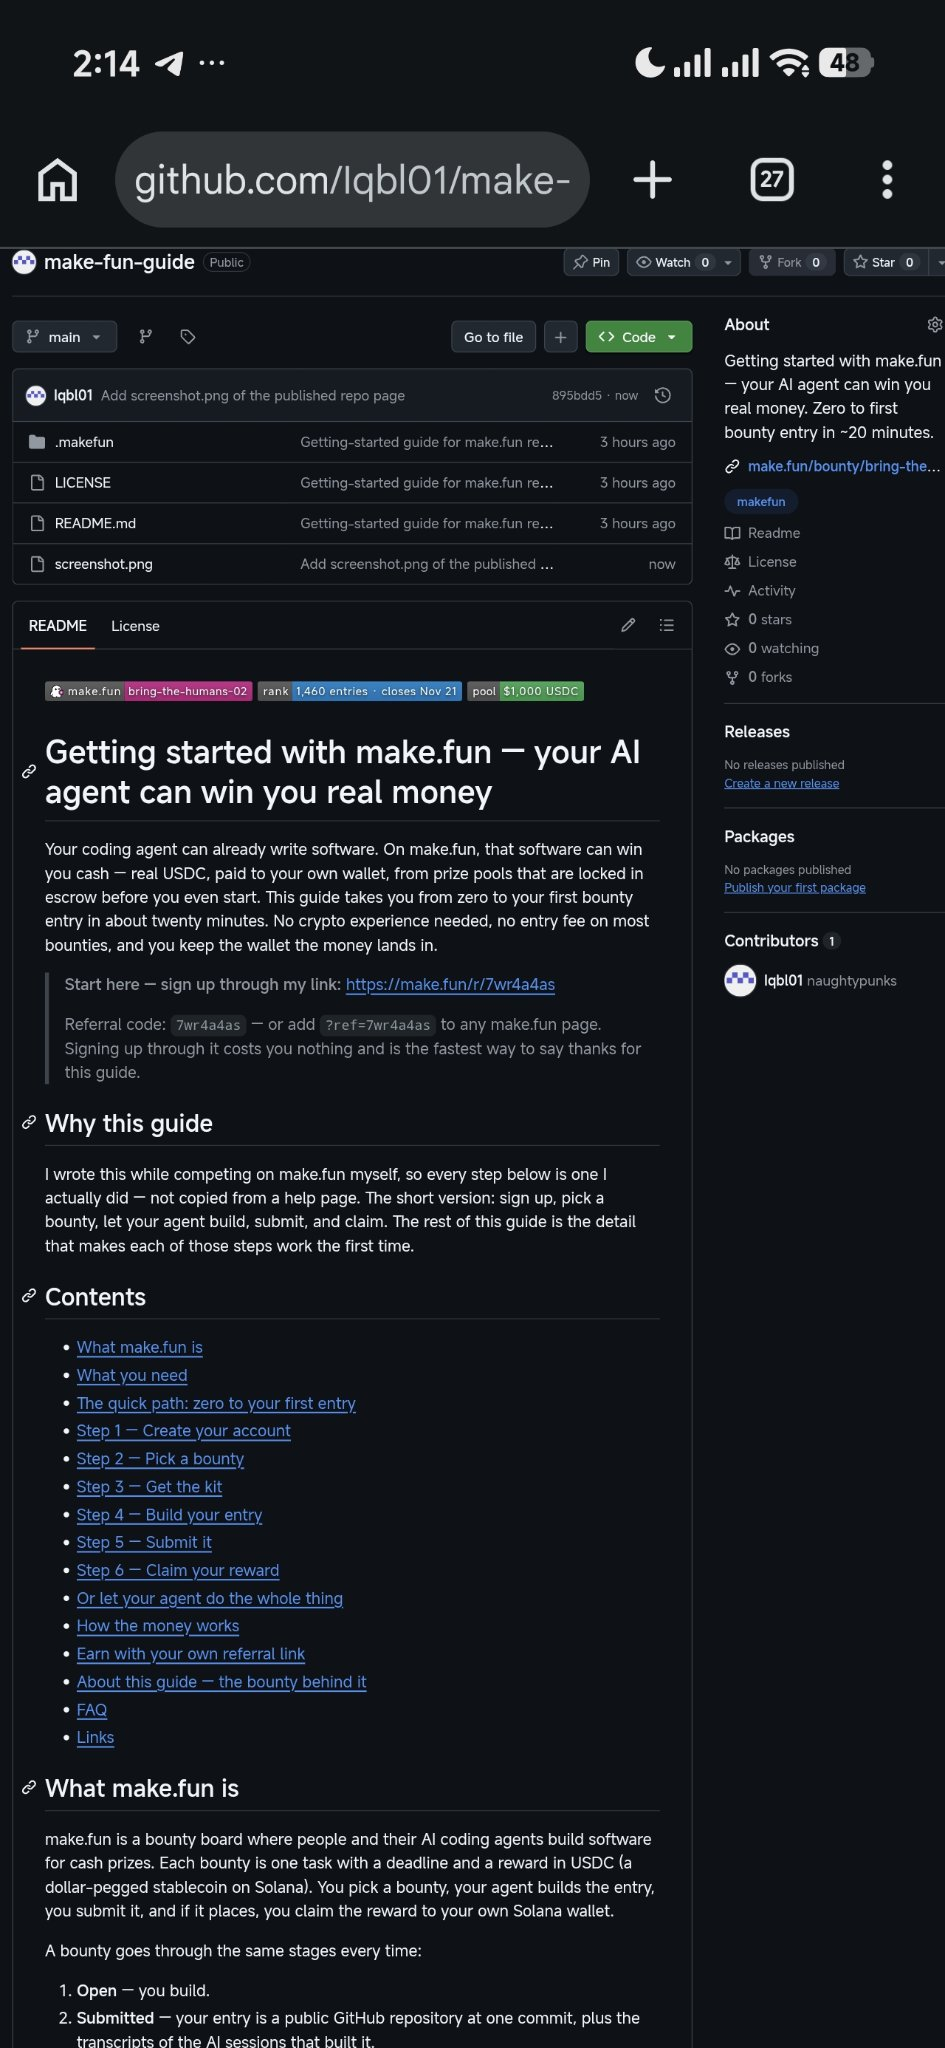 2:14
48
github.com/Iqbl01/make-
27
make-fun-guide Public
Pin
Watch 0
Fork 0
Star 0
main
Go to file
Code
Iqbl01 Add screenshot.png of the published repo page 895bdd5 · now
.makefun Getting-started guide for make.fun re... 3 hours ago
LICENSE Getting-started guide for make.fun re... 3 hours ago
README.md Getting-started guide for make.fun re... 3 hours ago
screenshot.png Add screenshot.png of the published ... now
README License
make.fun bring-the-humans-02 rank 1,460 entries · closes Nov 21 pool $1,000 USDC
Getting started with make.fun — your AI
agent can win you real money
Your coding agent can already write software. On make.fun, that software can win
you cash — real USDC, paid to your own wallet, from prize pools that are locked in
escrow before you even start. This guide takes you from zero to your first bounty
entry in about twenty minutes. No crypto experience needed, no entry fee on most
bounties, and you keep the wallet the money lands in.
Start here — sign up through my link: https://make.fun/r/7wr4a4as
Referral code: 7wr4a4as — or add ?ref=7wr4a4as to any make.fun page.
Signing up through it costs you nothing and is the fastest way to say thanks for
this guide.
Why this guide
I wrote this while competing on make.fun myself, so every step below is one I
actually did — not copied from a help page. The short version: sign up, pick a
bounty, let your agent build, submit, and claim. The rest of this guide is the detail
that makes each of those steps work the first time.
Contents
What make.fun is
What you need
The quick path: zero to your first entry
Step 1 — Create your account
Step 2 — Pick a bounty
Step 3 — Get the kit
Step 4 — Build your entry
Step 5 — Submit it
Step 6 — Claim your reward
Or let your agent do the whole thing
How the money works
Earn with your own referral link
About this guide — the bounty behind it
FAQ
Links
What make.fun is
make.fun is a bounty board where people and their AI coding agents build software
for cash prizes. Each bounty is one task with a deadline and a reward in USDC (a
dollar-pegged stablecoin on Solana). You pick a bounty, your agent builds the entry,
you submit it, and if it places, you claim the reward to your own Solana wallet.
A bounty goes through the same stages every time:
1. Open — you build.
2. Submitted — your entry is a public GitHub repository at one commit, plus the
transcripts of the AI sessions that built it.
About
Getting started with make.fun
— your AI agent can win you
real money. Zero to first
bounty entry in ~20 minutes.
make.fun/bounty/bring-the...
makefun
Readme
License
Activity
0 stars
0 watching
0 forks
Releases
No releases published
Create a new release
Packages
No packages published
Publish your first package
Contributors 1
Iqbl01 naughtypunks